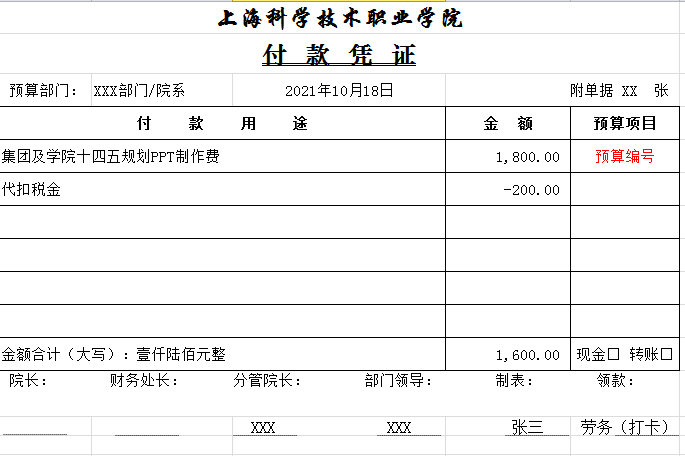 上海科学技术职业学院
付 款 凭 证
预算部门： XXX部门/院系 2021年10月18日 附单据 XX 张
付 款 用 途 金 额 预算项目
集团及学院十四五规划PPT制作费 1,800.00 预算编号
代扣税金 -200.00
金额合计（大写）：壹仟陆佰元整 1,600.00 现金□ 转账□
院长： 财务处长： 分管院长： 部门领导： 制表： 领款：
XXX XXX 张三 劳务（打卡）